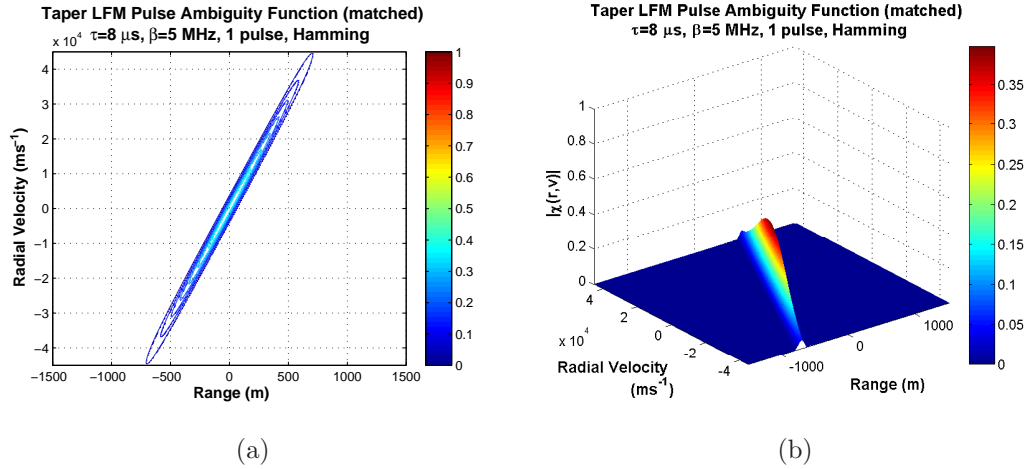 Taper LFM Pulse Ambiguity Function (matched)
τ=8 μs, β=5 MHz, 1 pulse, Hamming
x 10⁴
4
3
2
1
0
−1
−2
−3
−4
Radial Velocity (ms⁻¹)
−1500 −1000 −500 0 500 1000 1500
Range (m)
1
0.9
0.8
0.7
0.6
0.5
0.4
0.3
0.2
0.1
0
(a)
Taper LFM Pulse Ambiguity Function (matched)
τ=8 μs, β=5 MHz, 1 pulse, Hamming
1
0.8
0.6
0.4
0.2
0
|χ(r,v)|
4
2
0
-2
-4
x 10⁴
Radial Velocity
(ms⁻¹)
-1000
0
1000
Range (m)
0.35
0.3
0.25
0.2
0.15
0.1
0.05
0
(b)